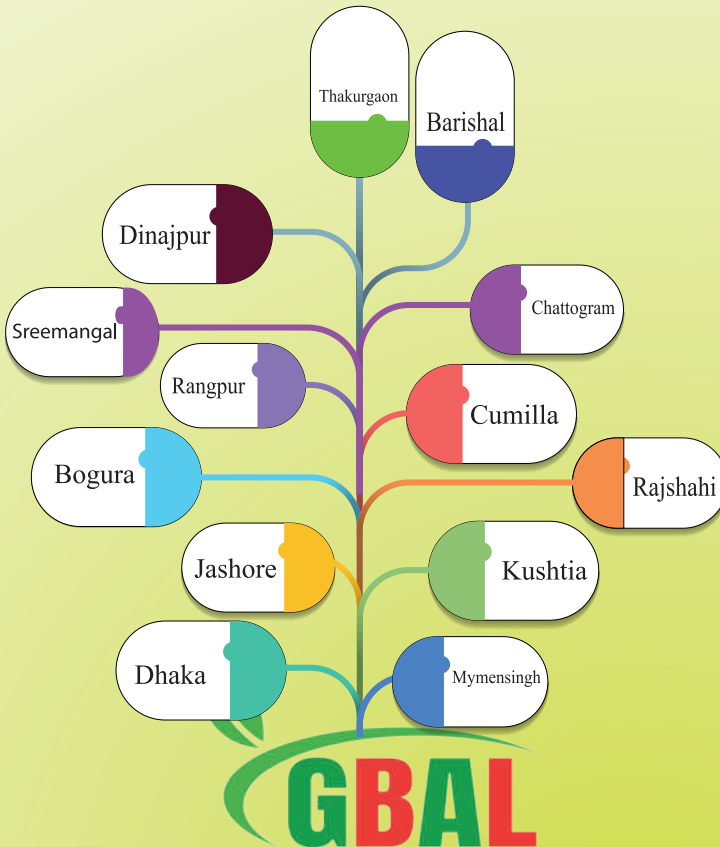 Thakurgaon
Barishal
Dinajpur
Chattogram
Sreemangal
Rangpur
Cumilla
Bogura
Rajshahi
Jashore
Kushtia
Dhaka
Mymensingh
GBAL